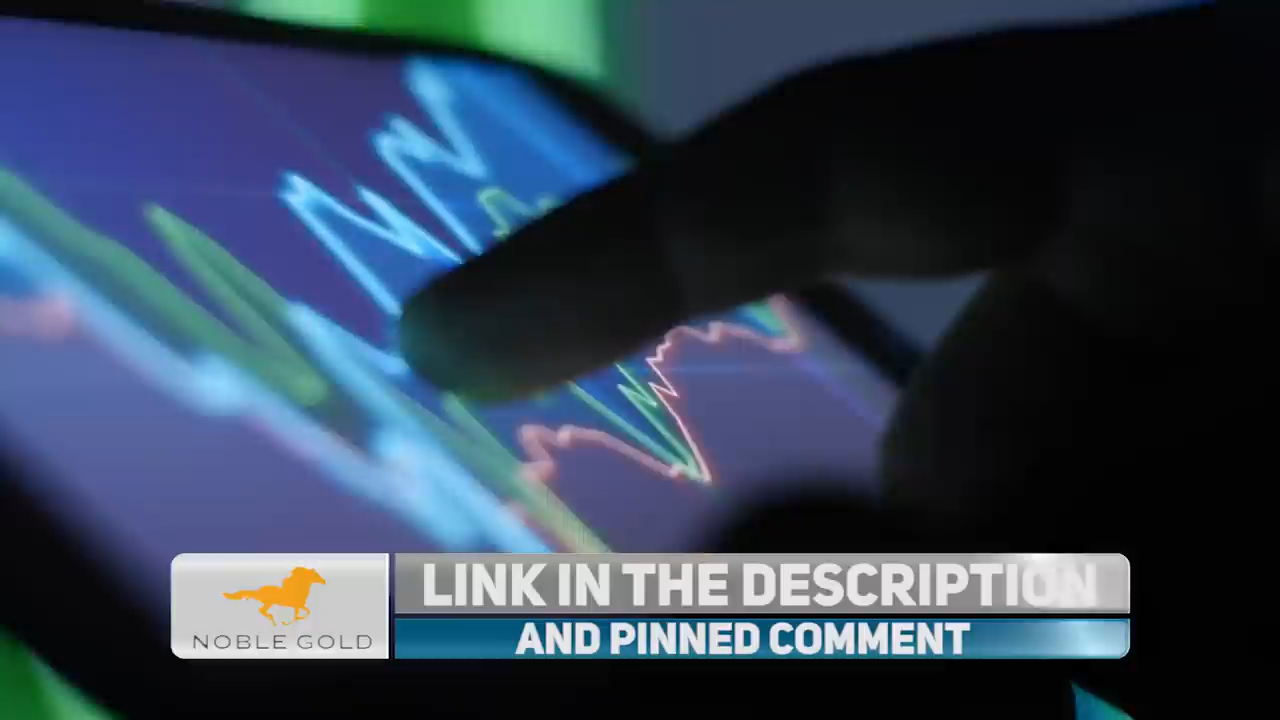 LINK IN THE DESCRIPTION
NOBLE GOLD
AND PINNED COMMENT